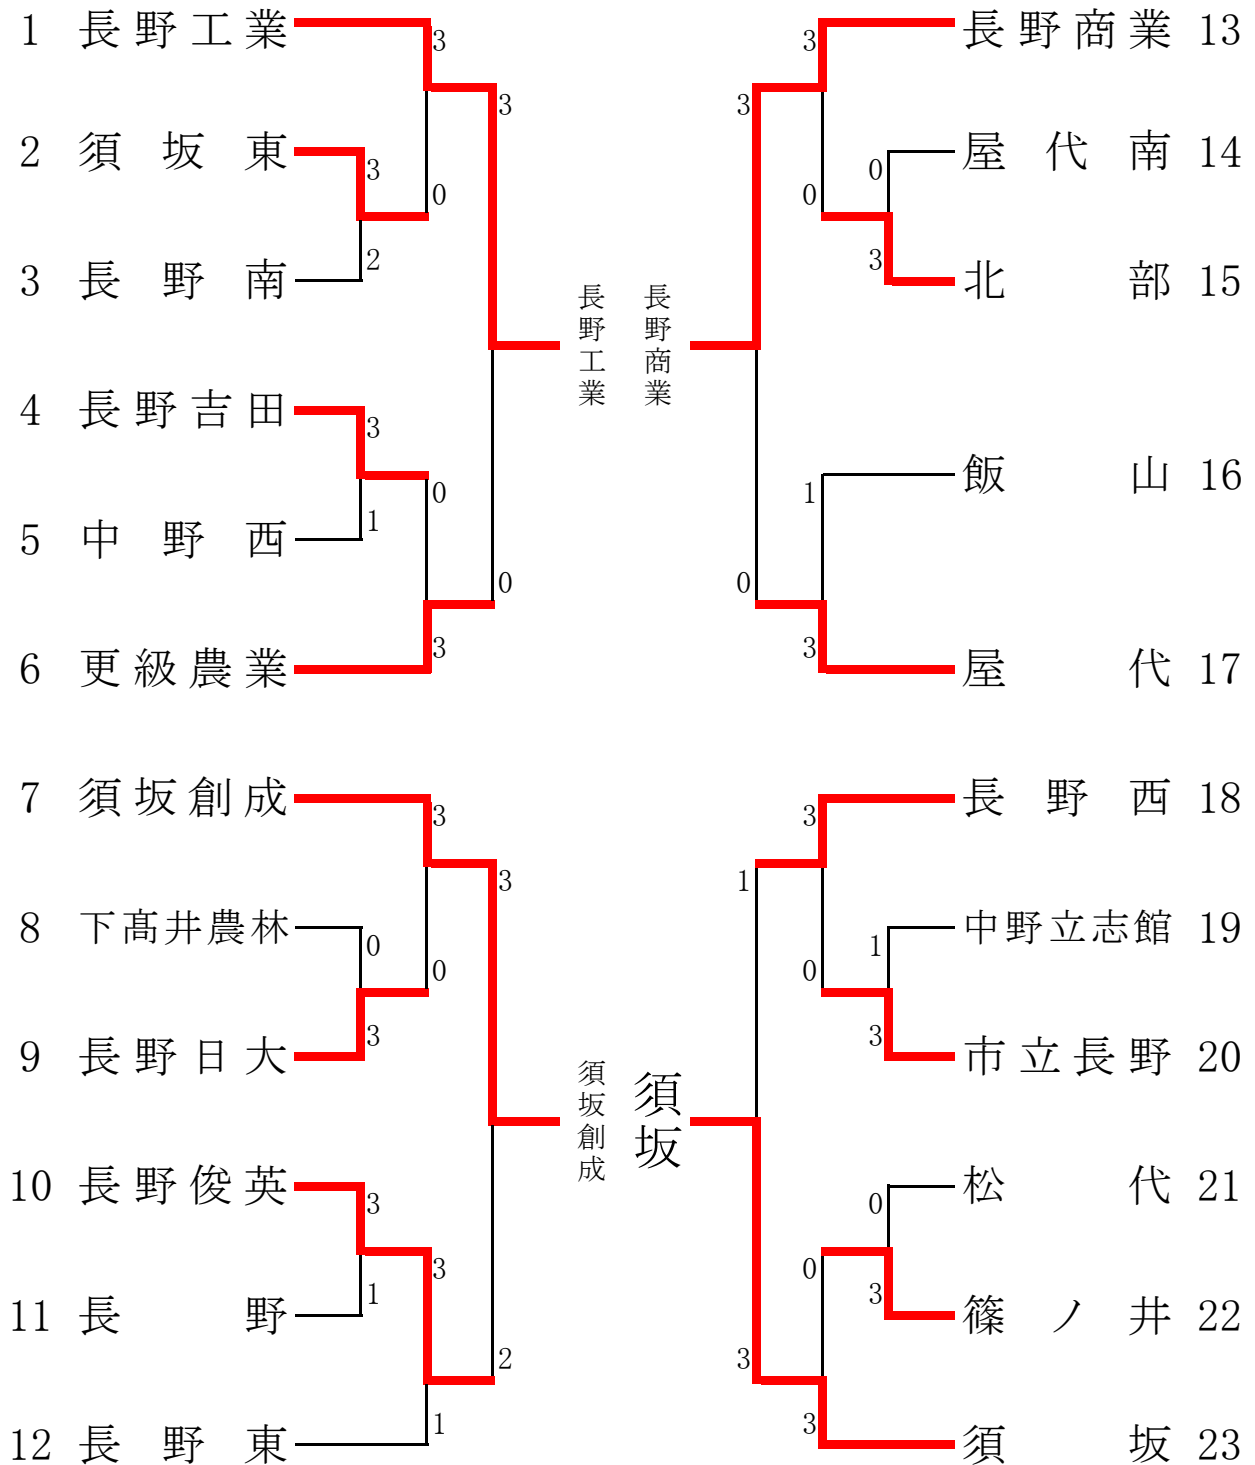 1 長野工業
3
3
2 須坂東
3
0
3 長野南
2
4 長野吉田
3
0
5 中野西
1
0
6 更級農業
3
長野工業
7 須坂創成
3
3
8 下髙井農林
0
0
9 長野日大
3
10 長野俊英
3
3
11 長野
1
2
12 長野東
1
須坂創成
長野商業 13
3
3
屋代南 14
0
0
北部 15
3
飯山 16
1
0
屋代 17
3
長野商業
長野西 18
3
1
中野立志館 19
1
0
市立長野 20
3
松代 21
0
0
篠ノ井 22
3
3
須坂 23
3
須坂